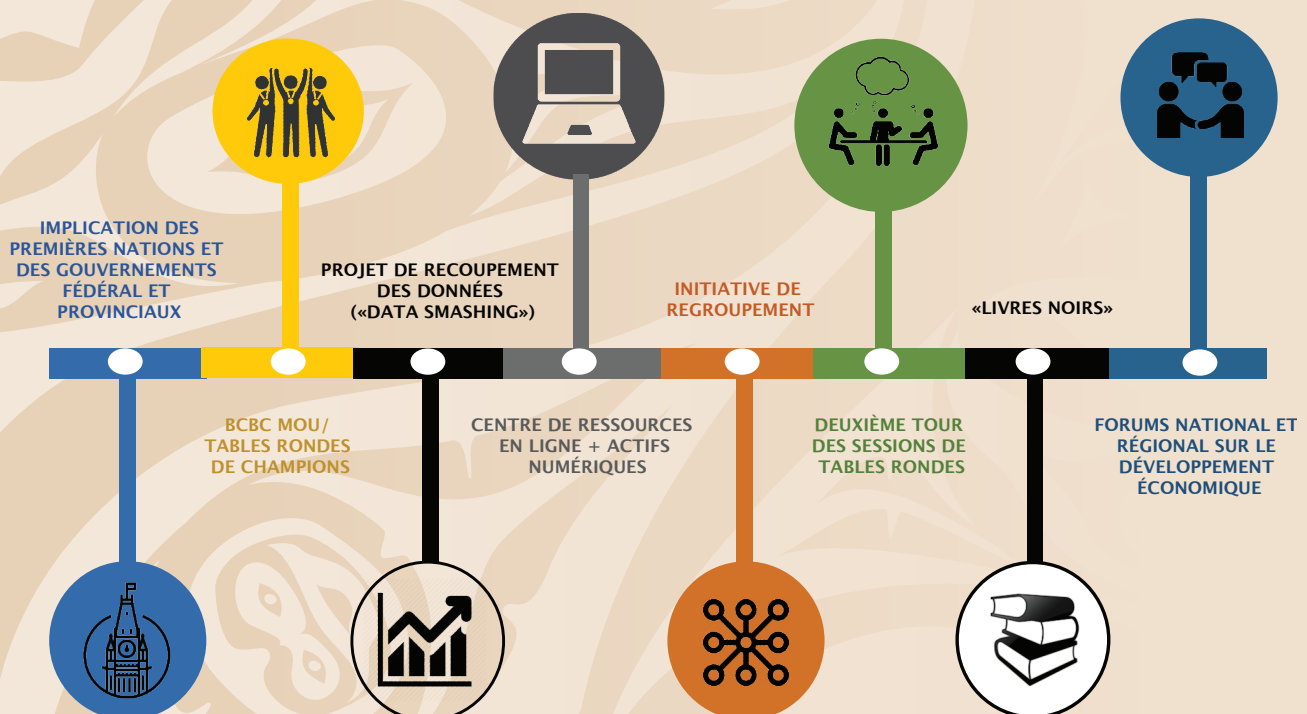 IMPLICATION DES
PREMIÈRES NATIONS ET
DES GOUVERNEMENTS
FÉDÉRAL ET
PROVINCIAUX
BCBC MOU/
TABLES RONDES
DE CHAMPIONS
PROJET DE RECOUPEMENT
DES DONNÉES
(«DATA SMASHING»)
CENTRE DE RESSOURCES
EN LIGNE + ACTIFS
NUMÉRIQUES
INITIATIVE DE
REGROUPEMENT
DEUXIÈME TOUR
DES SESSIONS DE
TABLES RONDES
«LIVRES NOIRS»
FORUMS NATIONAL ET
RÉGIONAL SUR LE
DÉVELOPPEMENT
ÉCONOMIQUE